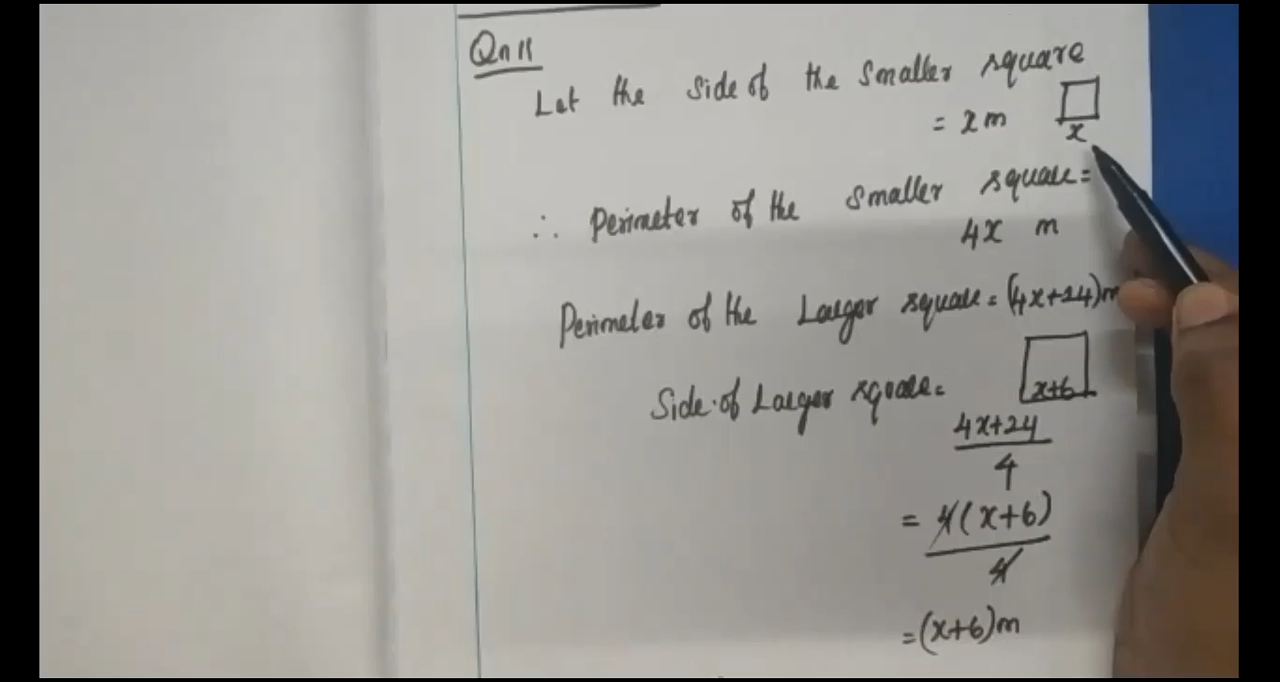 Qn 11
Let the side of the smaller square
= x m
x
∴ Perimeter of the smaller square =
4x m
Perimeter of the Larger square = (4x+24)m
x+6
Side of Larger square =
4x+24
4
= 4(x+6)
4
= (x+6)m